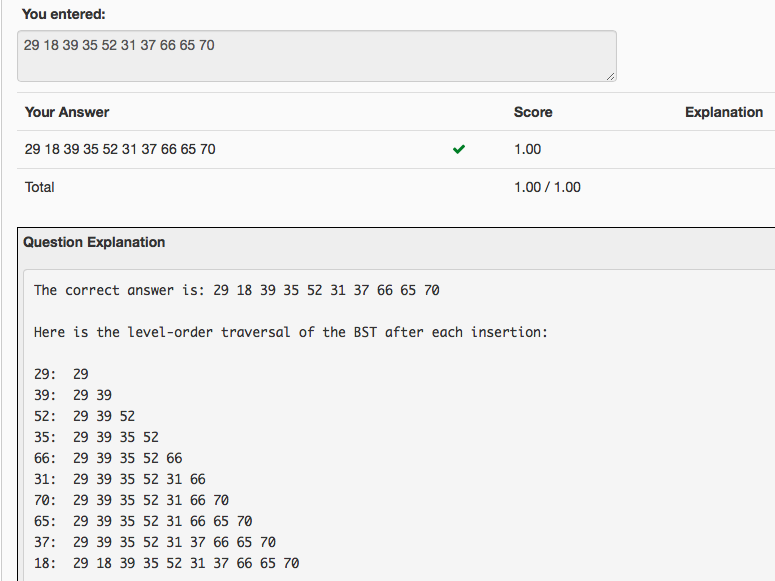 You entered:
29 18 39 35 52 31 37 66 65 70
Your Answer Score Explanation
29 18 39 35 52 31 37 66 65 70 1.00
Total 1.00 / 1.00
Question Explanation
The correct answer is: 29 18 39 35 52 31 37 66 65 70
Here is the level-order traversal of the BST after each insertion:
29: 29
39: 29 39
52: 29 39 52
35: 29 39 35 52
66: 29 39 35 52 66
31: 29 39 35 52 31 66
70: 29 39 35 52 31 66 70
65: 29 39 35 52 31 66 65 70
37: 29 39 35 52 31 37 66 65 70
18: 29 18 39 35 52 31 37 66 65 70